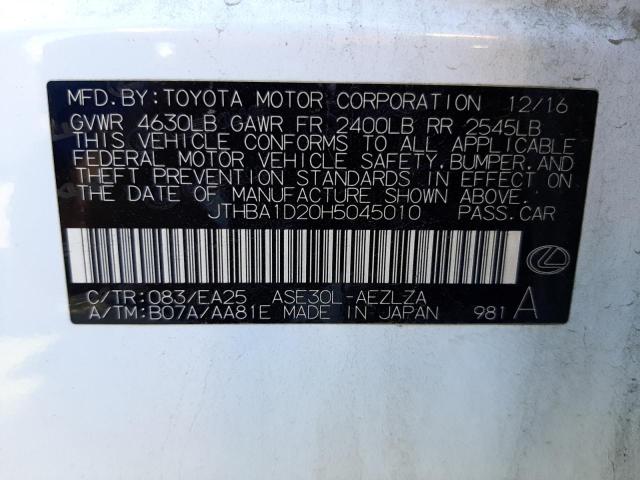 MFD.BY:TOYOTA MOTOR CORPORATION 12/16
GVWR 4630LB GAWR FR 2400LB RR 2545LB
THIS VEHICLE CONFORMS TO ALL APPLICABLE
FEDERAL MOTOR VEHICLE SAFETY,BUMPER,AND
THEFT PREVENTION STANDARDS IN EFFECT ON
THE DATE OF MANUFACTURE SHOWN ABOVE.
JTHBA1D20H5045010 PASS.CAR
C/TR:083/EA25 ASE30L-AEZLZA
A/TM:B07A/AA81E MADE IN JAPAN 981 A